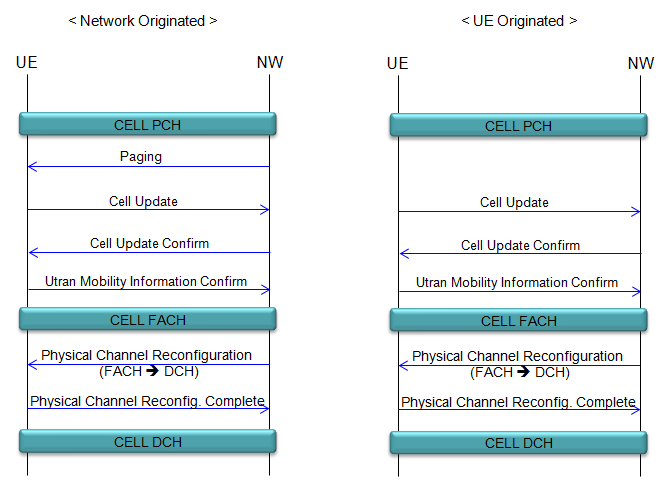 < Network Originated >
UE
NW
CELL PCH
Paging
Cell Update
Cell Update Confirm
Utran Mobility Information Confirm
CELL FACH
Physical Channel Reconfiguration
(FACH ➔ DCH)
Physical Channel Reconfig. Complete
CELL DCH
< UE Originated >
UE
NW
CELL PCH
Cell Update
Cell Update Confirm
Utran Mobility Information Confirm
CELL FACH
Physical Channel Reconfiguration
(FACH ➔ DCH)
Physical Channel Reconfig. Complete
CELL DCH